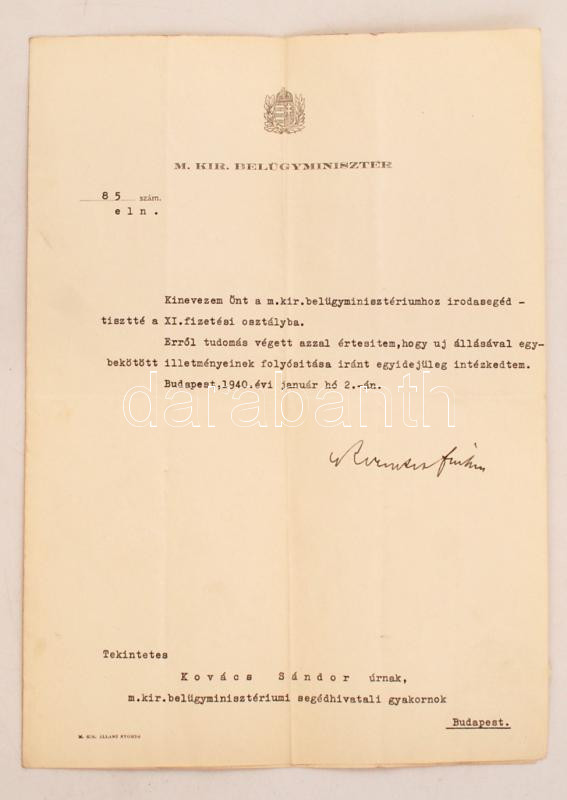 M. KIR. BELÜGYMINISZTER
85 szám.
eln.
Kinevezem Önt a m.kir.belügyminisztériumhoz irodasegéd -
tisztté a XI.fizetési osztályba.
Erről tudomás végett azzal értesitem,hogy uj állásával egy-
bekötött illetményeinek folyósitása iránt egyidejüleg intézkedtem.
Budapest,1940.évi január hó 2.-án.
darabanth
Tekintetes
Kovács Sándor úrnak,
m.kir.belügyminisztériumi segédhivatali gyakornok
Budapest.
M. KIR. ÁLLAMI NYOMDA